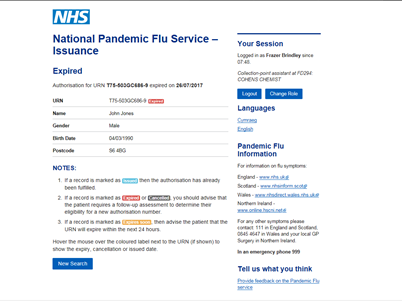 NHS
National Pandemic Flu Service –
Issuance
Expired
Authorisation for URN T75-503GC686-9 expired on 26/07/2017
URN T75-503GC686-9 Expired
Name John Jones
Gender Male
Birth Date 04/03/1990
Postcode S6 4BG
NOTES:
1. If a record is marked as Issued then the authorisation has already
been fulfilled.
2. If a record is marked as Expired or Cancelled, you should advise that
the patient requires a follow-up assessment to determine their
eligibility for a new authorisation number.
3. If a record is marked as Expires soon, then advise the patient that the
URN will expire within the next 24 hours.
Hover the mouse over the coloured label next to the URN (if shown) to
show the expiry, cancellation or issued date.
New Search
Your Session
Logged in as Frazer Brindley since
07:46.
Collection point assistant at FD294:
COHENS CHEMIST
Logout Change Role
Languages
Cymraeg
English
Pandemic Flu
Information
For information on flu symptoms:
England - www.nhs.uk
Scotland - www.nhsinform.scot
Wales - www.nhsdirect.wales.nhs.uk
Northern Ireland -
www.online.hscni.net
For any other symptoms please
contact: 111 in England and Scotland,
0845 4647 in Wales and your local GP
Surgery in Northern Ireland.
In an emergency phone 999
Tell us what you think
Provide feedback on the Pandemic Flu
service